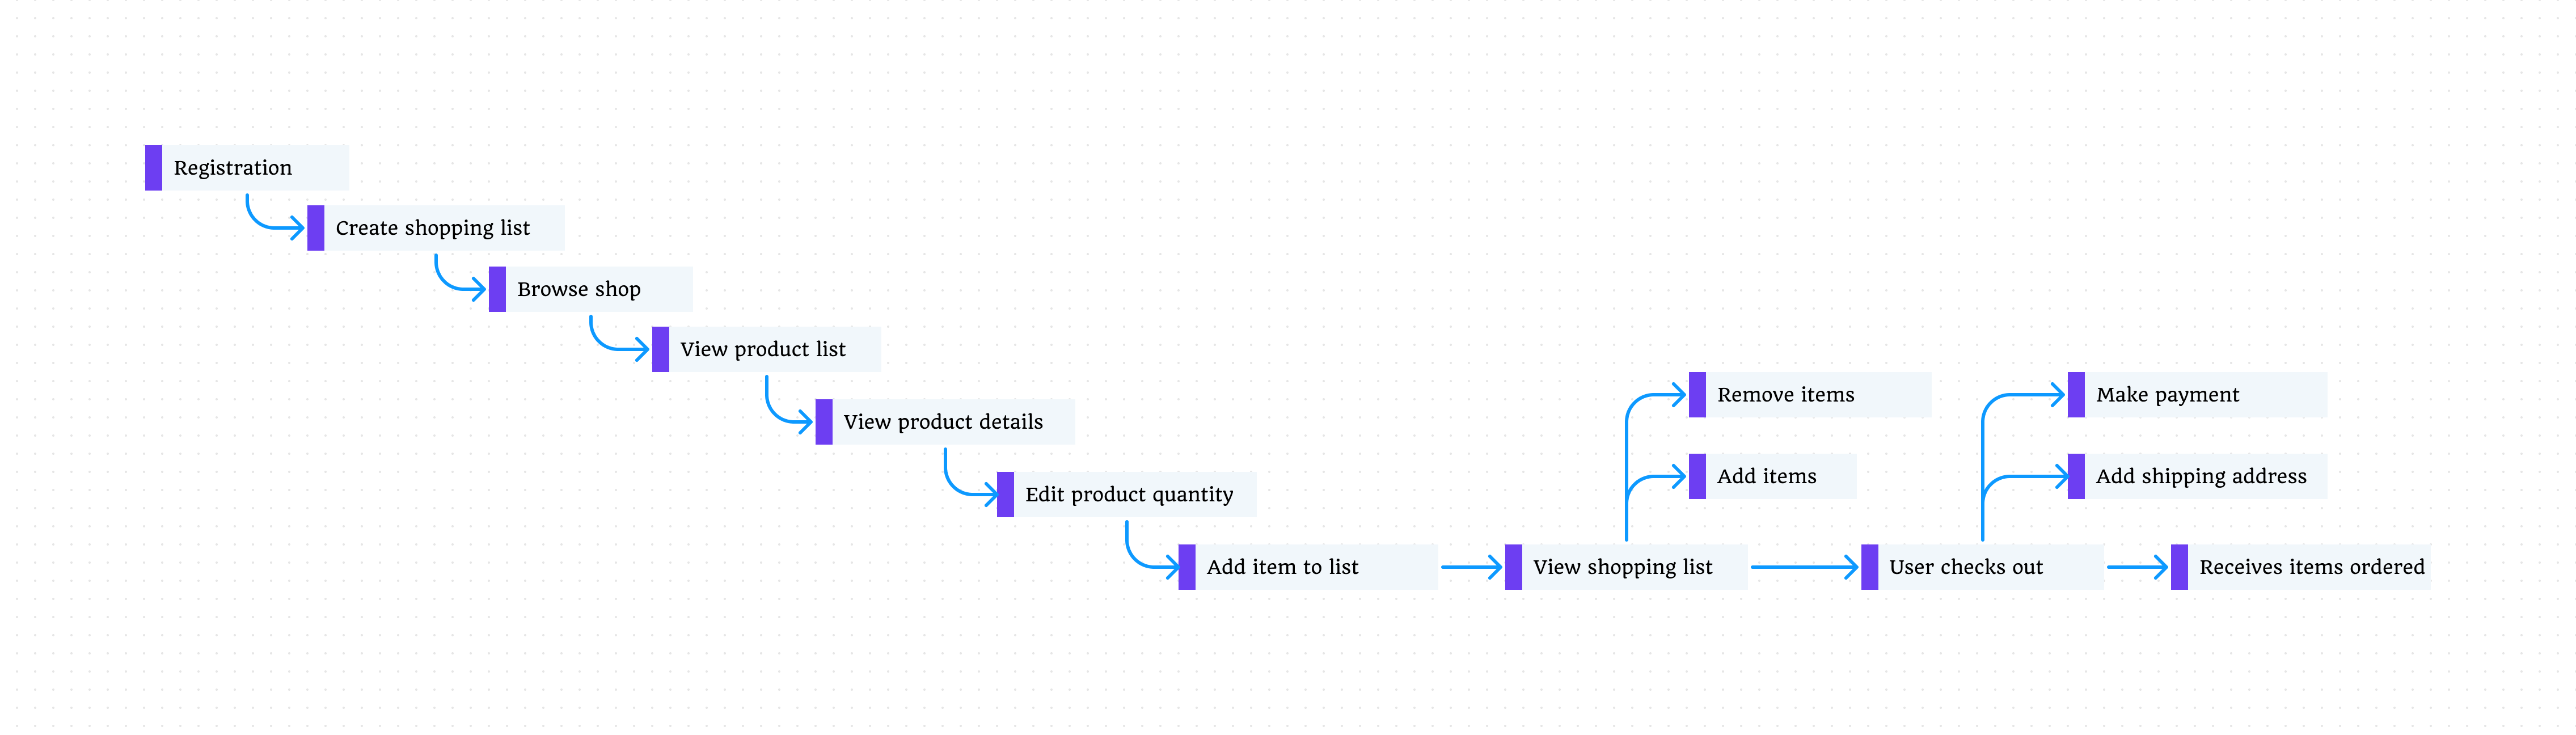 Registration
Create shopping list
Browse shop
View product list
View product details
Edit product quantity
Add item to list
View shopping list
Remove items
Add items
User checks out
Make payment
Add shipping address
Receives items ordered